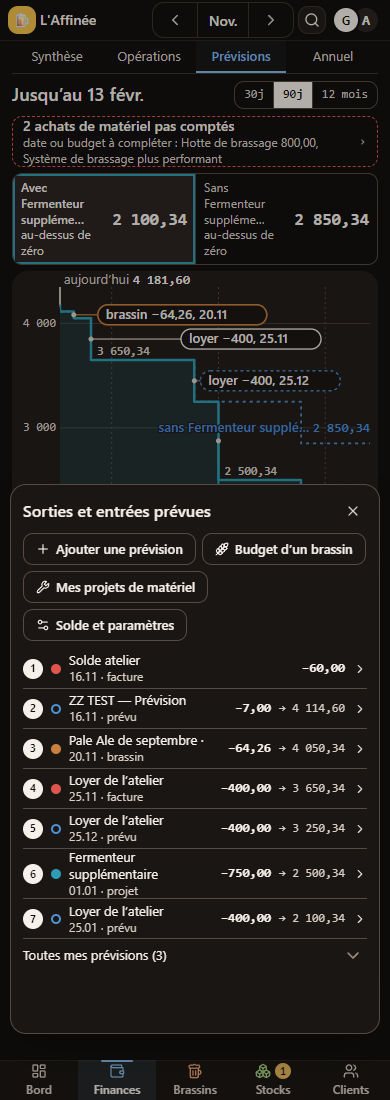 L'Affinée
Nov.
G A
Synthèse Opérations Prévisions Annuel
Jusqu'au 13 févr.
30j 90j 12 mois
2 achats de matériel pas comptés
date ou budget à compléter : Hotte de brassage 800,00,
Système de brassage plus performant
Avec
Fermenteur
suppléme...
au-dessus de
zéro
2 100,34
Sans
Fermenteur
suppléme...
au-dessus de
zéro
2 850,34
aujourd'hui 4 181,60
brassin −64,26, 20.11
4 000
loyer −400, 25.11
3 650,34
loyer −400, 25.12
3 000
sans Fermenteur supplé... 2 850,34
2 500,34
Sorties et entrées prévues
Ajouter une prévision
Budget d'un brassin
Mes projets de matériel
Solde et paramètres
1 Solde atelier
16.11 · facture
−60,00
2 ZZ TEST — Prévision
16.11 · prévu
−7,00 → 4 114,60
3 Pale Ale de septembre ·
20.11 · brassin
−64,26 → 4 050,34
4 Loyer de l'atelier
25.11 · facture
−400,00 → 3 650,34
5 Loyer de l'atelier
25.12 · prévu
−400,00 → 3 250,34
6 Fermenteur
supplémentaire
01.01 · projet
−750,00 → 2 500,34
7 Loyer de l'atelier
25.01 · prévu
−400,00 → 2 100,34
Toutes mes prévisions (3)
Bord Finances Brassins Stocks 1 Clients